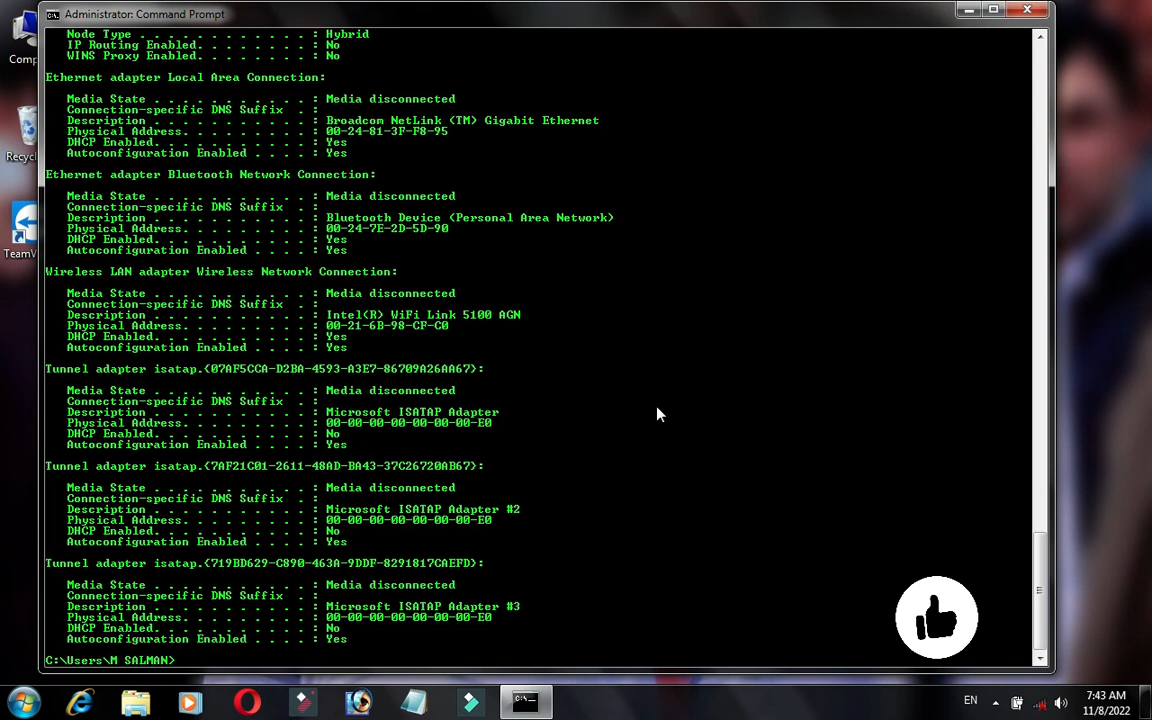 Administrator: Command Prompt
Node Type . . . . . . . . . . . . : Hybrid
IP Routing Enabled. . . . . . . . : No
WINS Proxy Enabled. . . . . . . . : No
Ethernet adapter Local Area Connection:
Media State . . . . . . . . . . . : Media disconnected
Connection-specific DNS Suffix  . :
Description . . . . . . . . . . . : Broadcom NetLink (TM) Gigabit Ethernet
Physical Address. . . . . . . . . : 00-24-81-3F-F8-95
DHCP Enabled. . . . . . . . . . . : Yes
Autoconfiguration Enabled . . . . : Yes
Ethernet adapter Bluetooth Network Connection:
Media State . . . . . . . . . . . : Media disconnected
Connection-specific DNS Suffix  . :
Description . . . . . . . . . . . : Bluetooth Device (Personal Area Network)
Physical Address. . . . . . . . . : 00-24-7E-2D-5D-90
DHCP Enabled. . . . . . . . . . . : Yes
Autoconfiguration Enabled . . . . : Yes
Wireless LAN adapter Wireless Network Connection:
Media State . . . . . . . . . . . : Media disconnected
Connection-specific DNS Suffix  . :
Description . . . . . . . . . . . : Intel(R) WiFi Link 5100 AGN
Physical Address. . . . . . . . . : 00-21-6B-98-CF-C0
DHCP Enabled. . . . . . . . . . . : Yes
Autoconfiguration Enabled . . . . : Yes
Tunnel adapter isatap.{07AF5CCA-D2BA-4593-A3E7-86709A26AA67}:
Media State . . . . . . . . . . . : Media disconnected
Connection-specific DNS Suffix  . :
Description . . . . . . . . . . . : Microsoft ISATAP Adapter
Physical Address. . . . . . . . . : 00-00-00-00-00-00-00-E0
DHCP Enabled. . . . . . . . . . . : No
Autoconfiguration Enabled . . . . : Yes
Tunnel adapter isatap.{7AF21C01-2611-48AD-BA43-37C26720AB67}:
Media State . . . . . . . . . . . : Media disconnected
Connection-specific DNS Suffix  . :
Description . . . . . . . . . . . : Microsoft ISATAP Adapter #2
Physical Address. . . . . . . . . : 00-00-00-00-00-00-00-E0
DHCP Enabled. . . . . . . . . . . : No
Autoconfiguration Enabled . . . . : Yes
Tunnel adapter isatap.{719BD629-C890-463A-9DDF-8291817CAEFD}:
Media State . . . . . . . . . . . : Media disconnected
Connection-specific DNS Suffix  . :
Description . . . . . . . . . . . : Microsoft ISATAP Adapter #3
Physical Address. . . . . . . . . : 00-00-00-00-00-00-00-E0
DHCP Enabled. . . . . . . . . . . : No
Autoconfiguration Enabled . . . . : Yes
C:\Users\M SALMAN>
Comp
Recycl
TeamV
EN
7:43 AM
11/8/2022